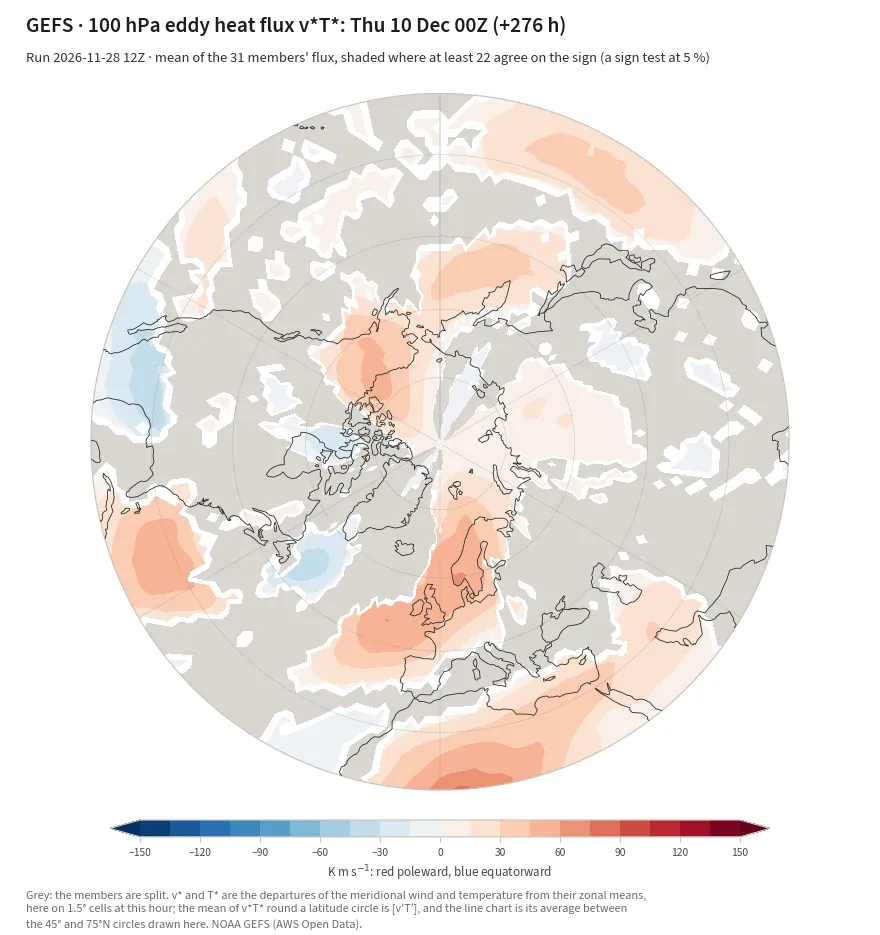 GEFS · 100 hPa eddy heat flux v*T*: Thu 10 Dec 00Z (+276 h)
Run 2026-11-28 12Z · mean of the 31 members' flux, shaded where at least 22 agree on the sign (a sign test at 5 %)
−150 −120 −90 −60 −30 0 30 60 90 120 150
K m s⁻¹: red poleward, blue equatorward
Grey: the members are split. v* and T* are the departures of the meridional wind and temperature from their zonal means,
here on 1.5° cells at this hour; the mean of v*T* round a latitude circle is [v'T'], and the line chart is its average between
the 45° and 75°N circles drawn here. NOAA GEFS (AWS Open Data).